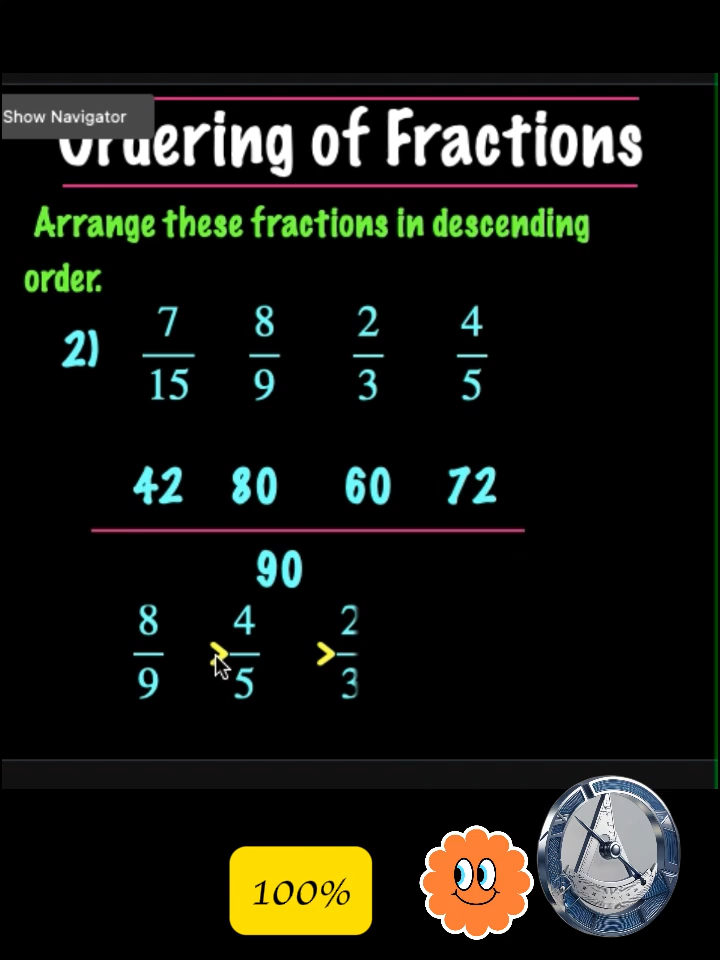 Show Navigator
Ordering of Fractions
Arrange these fractions in descending
order.
2) 7/15 8/9 2/3 4/5
42 80 60 72
90
8/9 > 4/5 > 2/3
100%